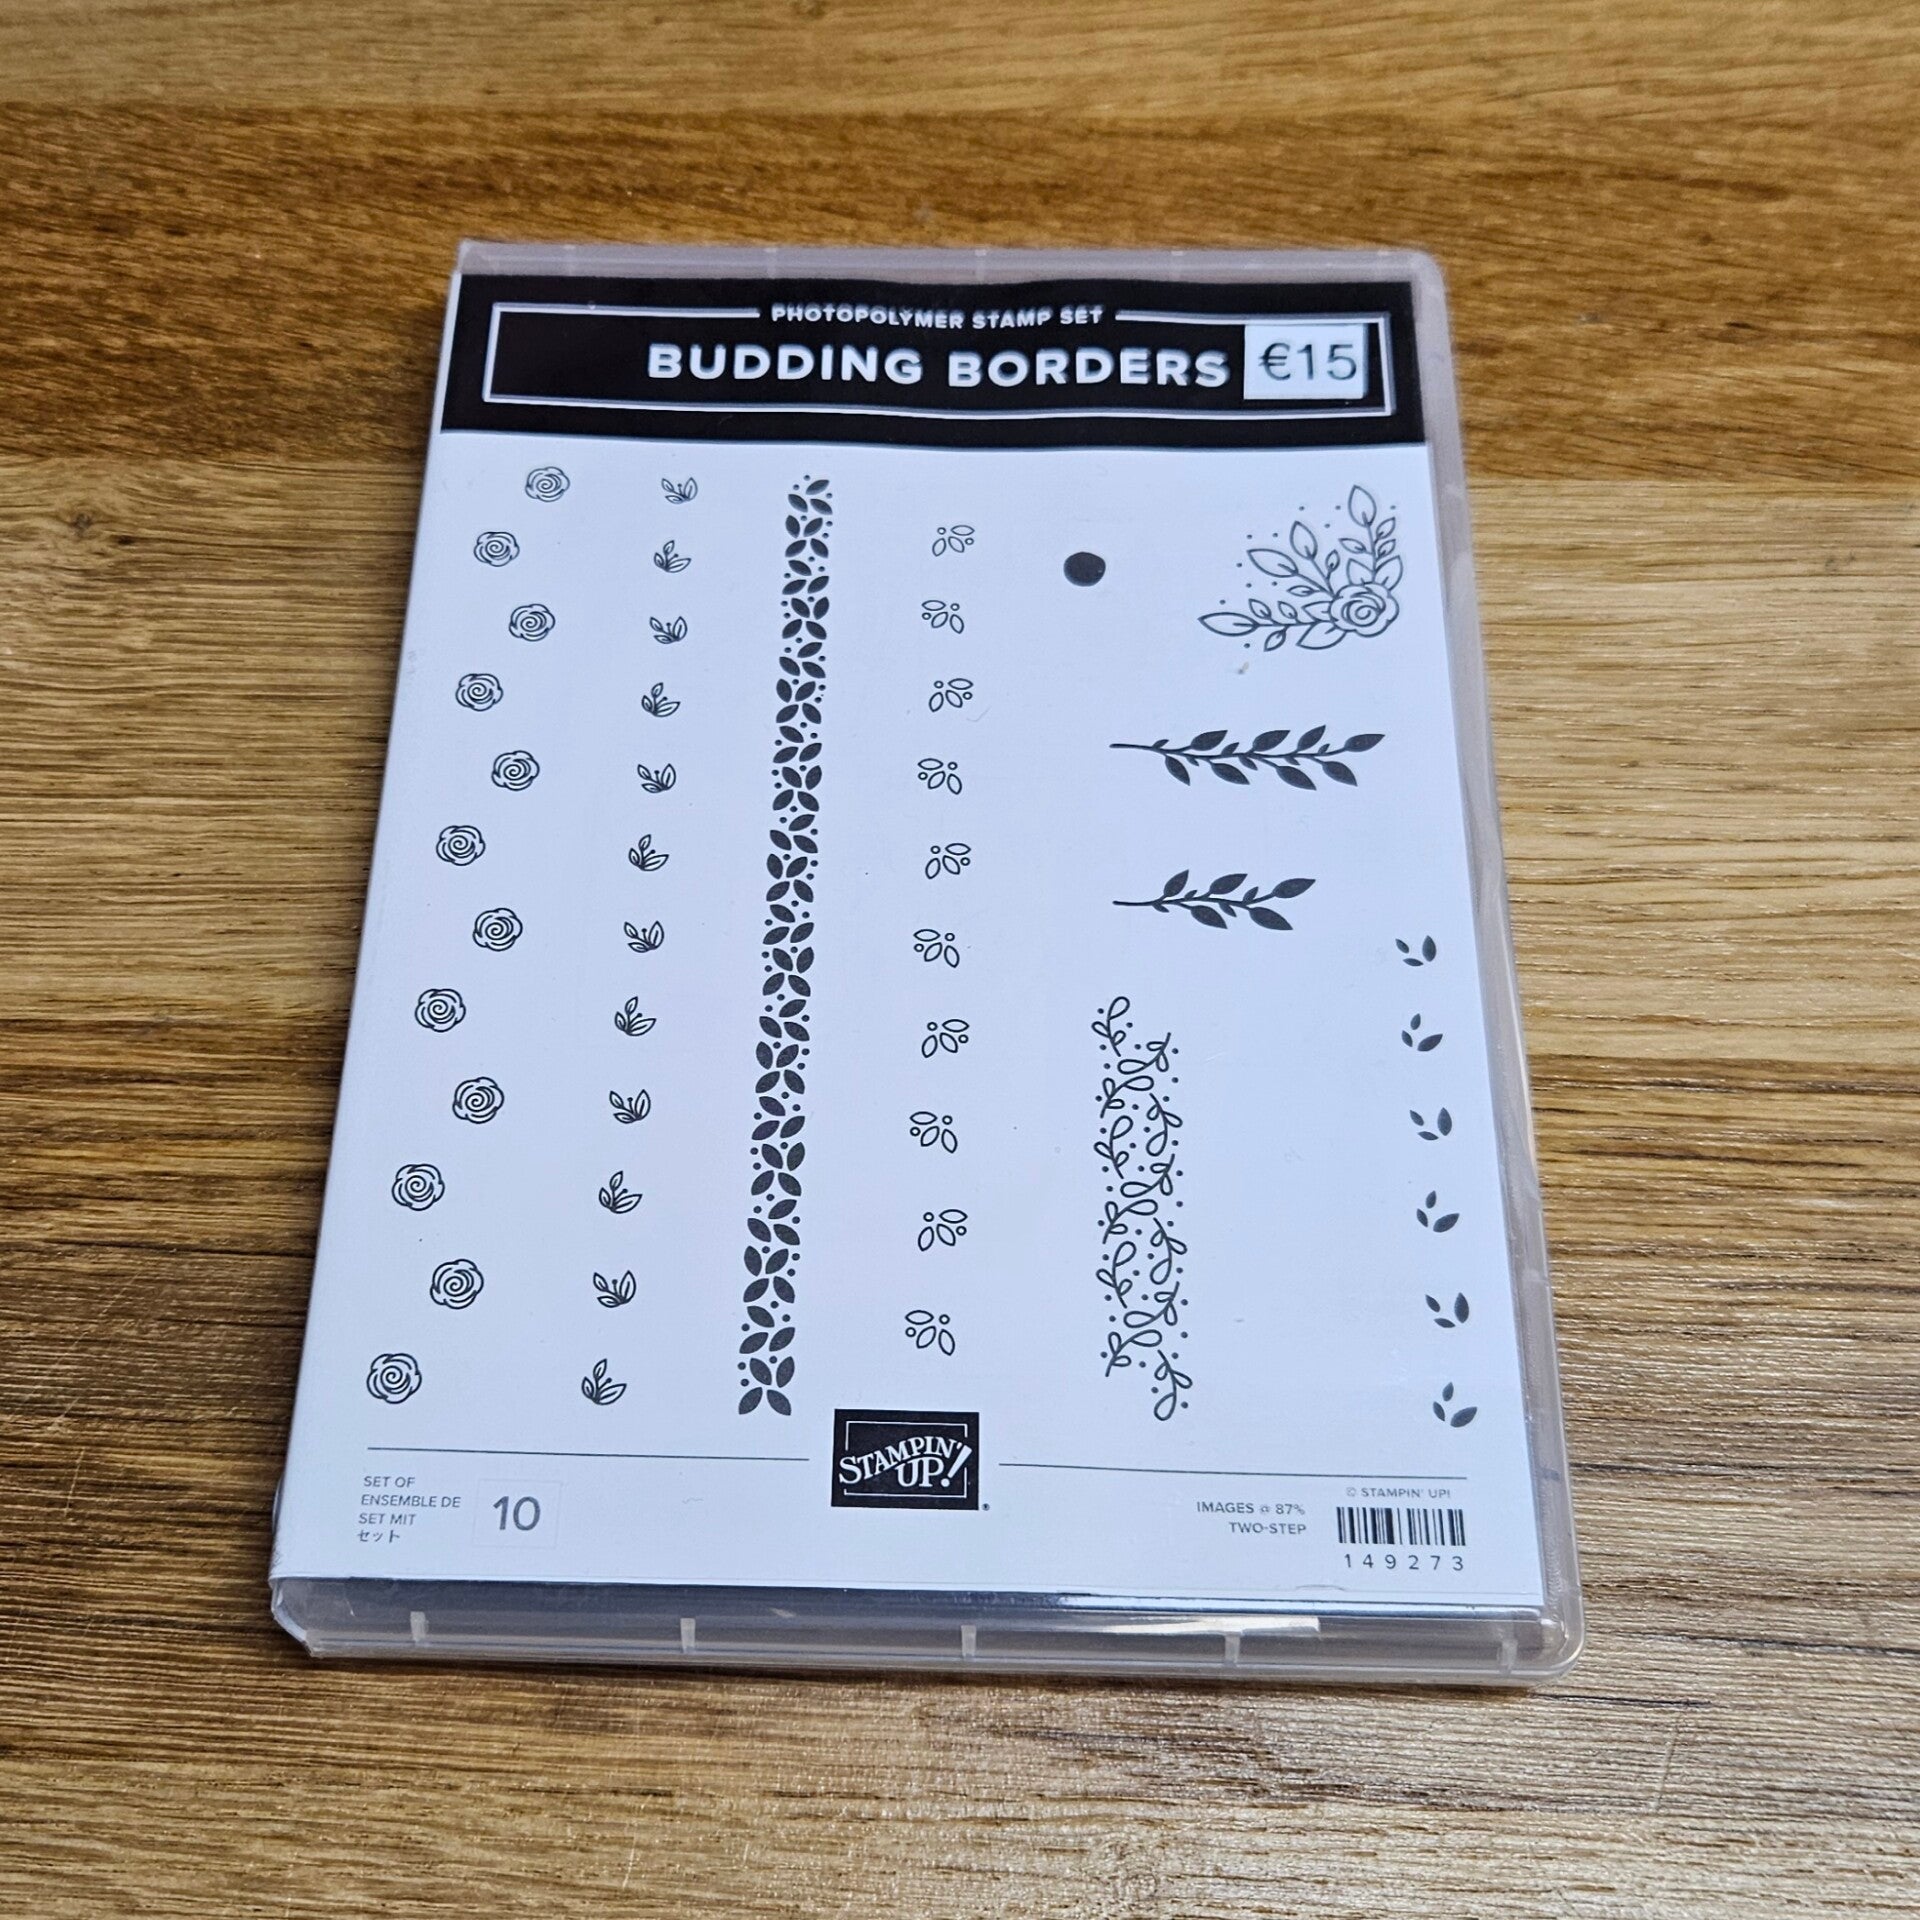 PHOTOPOLYMER STAMP SET
BUDDING BORDERS €15
STAMPIN'
UP!
SET OF
ENSEMBLE DE
SET MIT
セット
10
IMAGES @ 87%
TWO-STEP
© STAMPIN' UP!
149273